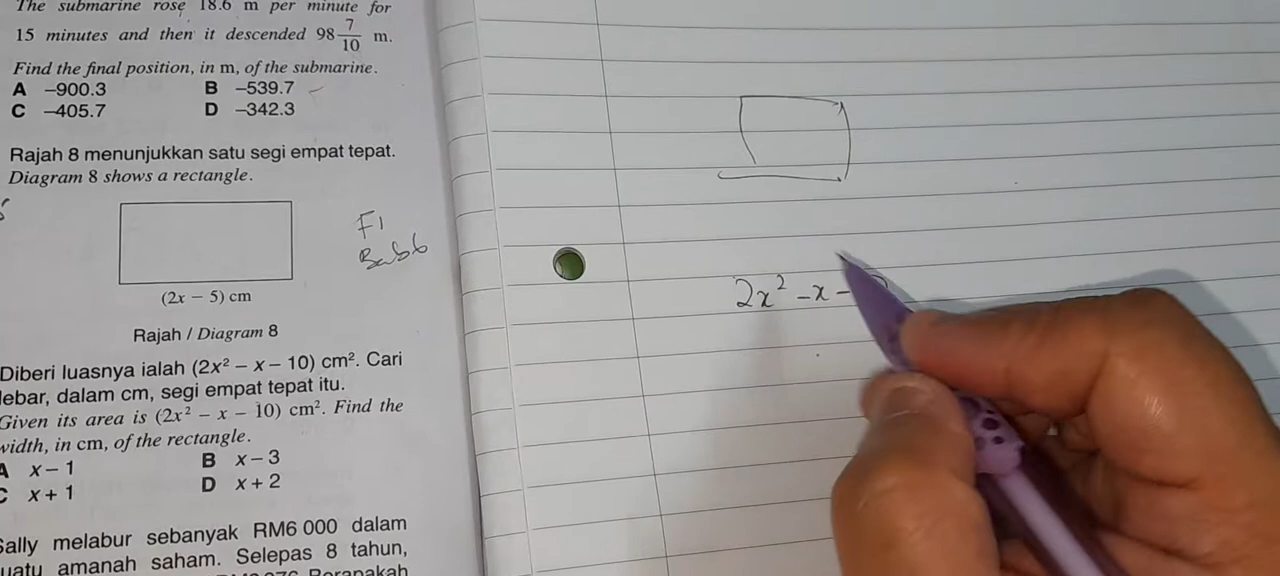 The submarine rose 18.6 m per minute for
15 minutes and then it descended 98 7/10 m.
Find the final position, in m, of the submarine.
A –900.3 B –539.7
C –405.7 D –342.3
Rajah 8 menunjukkan satu segi empat tepat.
Diagram 8 shows a rectangle.
F1
Bab 6
(2x – 5) cm
Rajah / Diagram 8
Diberi luasnya ialah (2x² – x – 10) cm². Cari
lebar, dalam cm, segi empat tepat itu.
Given its area is (2x² – x – 10) cm². Find the
width, in cm, of the rectangle.
A x – 1 B x – 3
C x + 1 D x + 2
Sally melabur sebanyak RM6 000 dalam
suatu amanah saham. Selepas 8 tahun,
Berapakah
2x² – x –